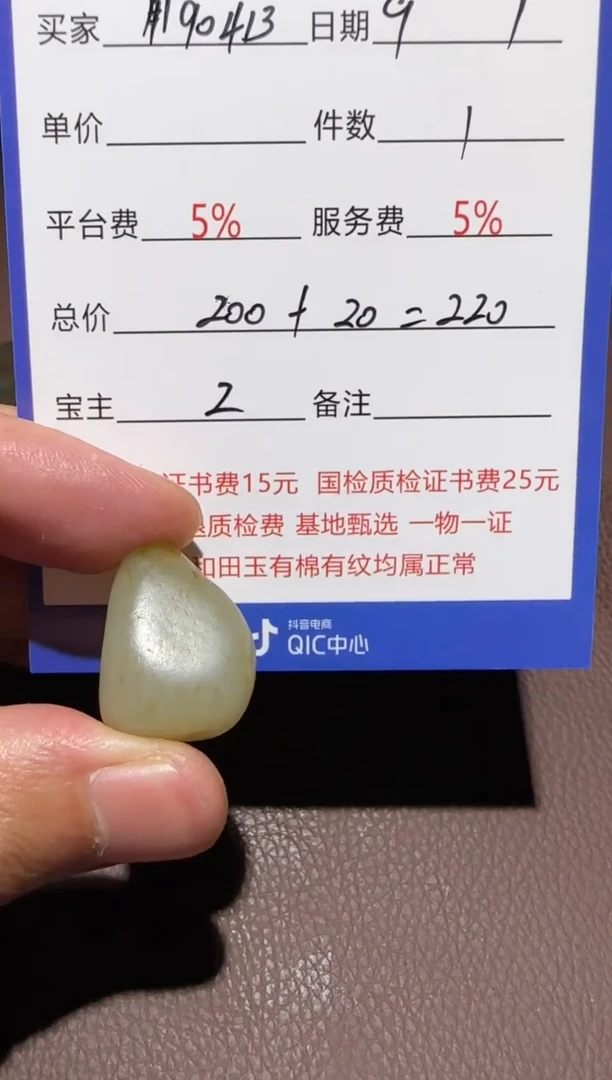 买家 190413 日期 9 1
单价 件数 1
平台费 5% 服务费 5%
总价 200 + 20 = 220
宝主 2 备注
证书费15元 国检质检证书费25元
退质检费 基地甄选 一物一证
和田玉有棉有纹均属正常
抖音电商
QIC中心